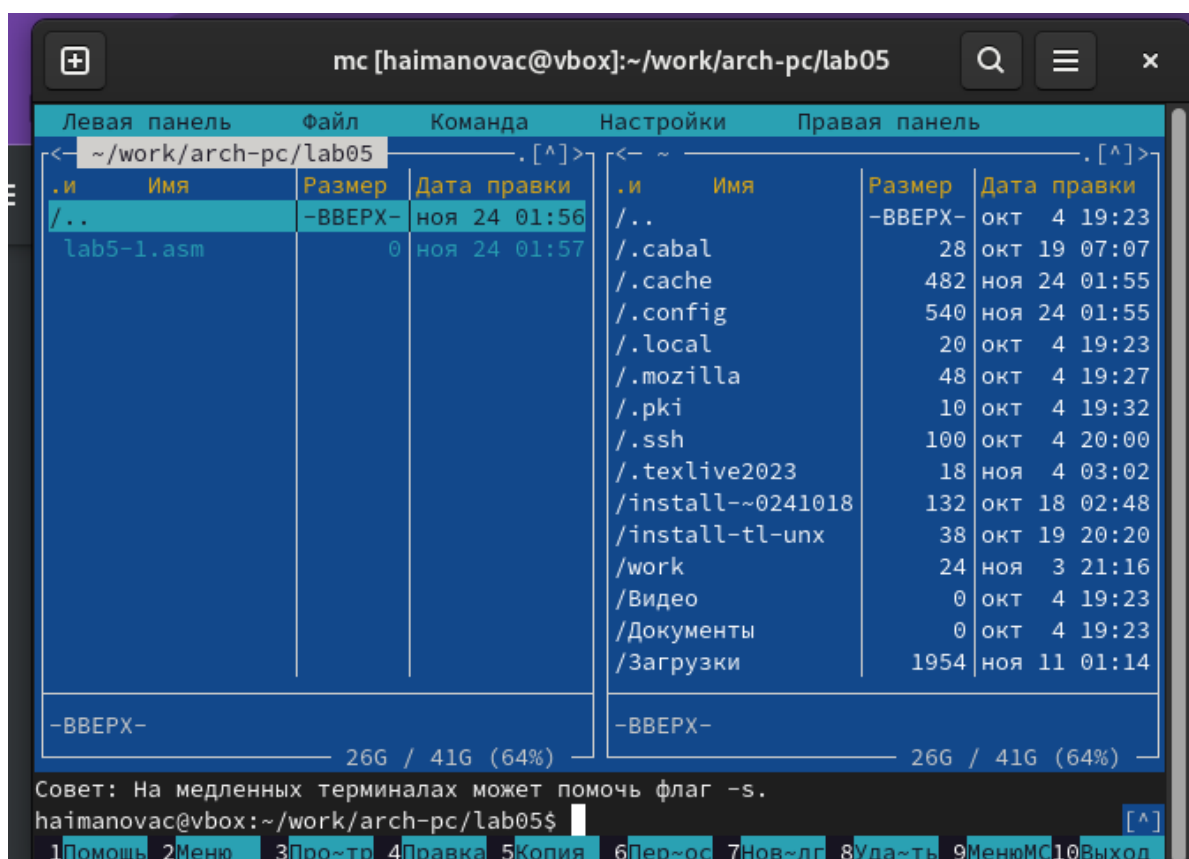 mc [haimanovac@vbox]:~/work/arch-pc/lab05
Левая панель Файл Команда Настройки Правая панель
<— ~/work/arch-pc/lab05 .[^]> <— ~ .[^]>
.и Имя Размер Дата правки .и Имя Размер Дата правки
/.. -ВВЕРХ- ноя 24 01:56 /.. -ВВЕРХ- окт 4 19:23
lab5-1.asm 0 ноя 24 01:57 /.cabal 28 окт 19 07:07
/.cache 482 ноя 24 01:55
/.config 540 ноя 24 01:55
/.local 20 окт 4 19:23
/.mozilla 48 окт 4 19:27
/.pki 10 окт 4 19:32
/.ssh 100 окт 4 20:00
/.texlive2023 18 ноя 4 03:02
/install-~0241018 132 окт 18 02:48
/install-tl-unx 38 окт 19 20:20
/work 24 ноя 3 21:16
/Видео 0 окт 4 19:23
/Документы 0 окт 4 19:23
/Загрузки 1954 ноя 11 01:14
-ВВЕРХ- -ВВЕРХ-
26G / 41G (64%) 26G / 41G (64%)
Совет: На медленных терминалах может помочь флаг -s.
haimanovac@vbox:~/work/arch-pc/lab05$ [^]
1Помощь 2Меню 3Про~тр 4Правка 5Копия 6Пер~ос 7Нов~лг 8Уда~ть 9МенюMC 10Выход